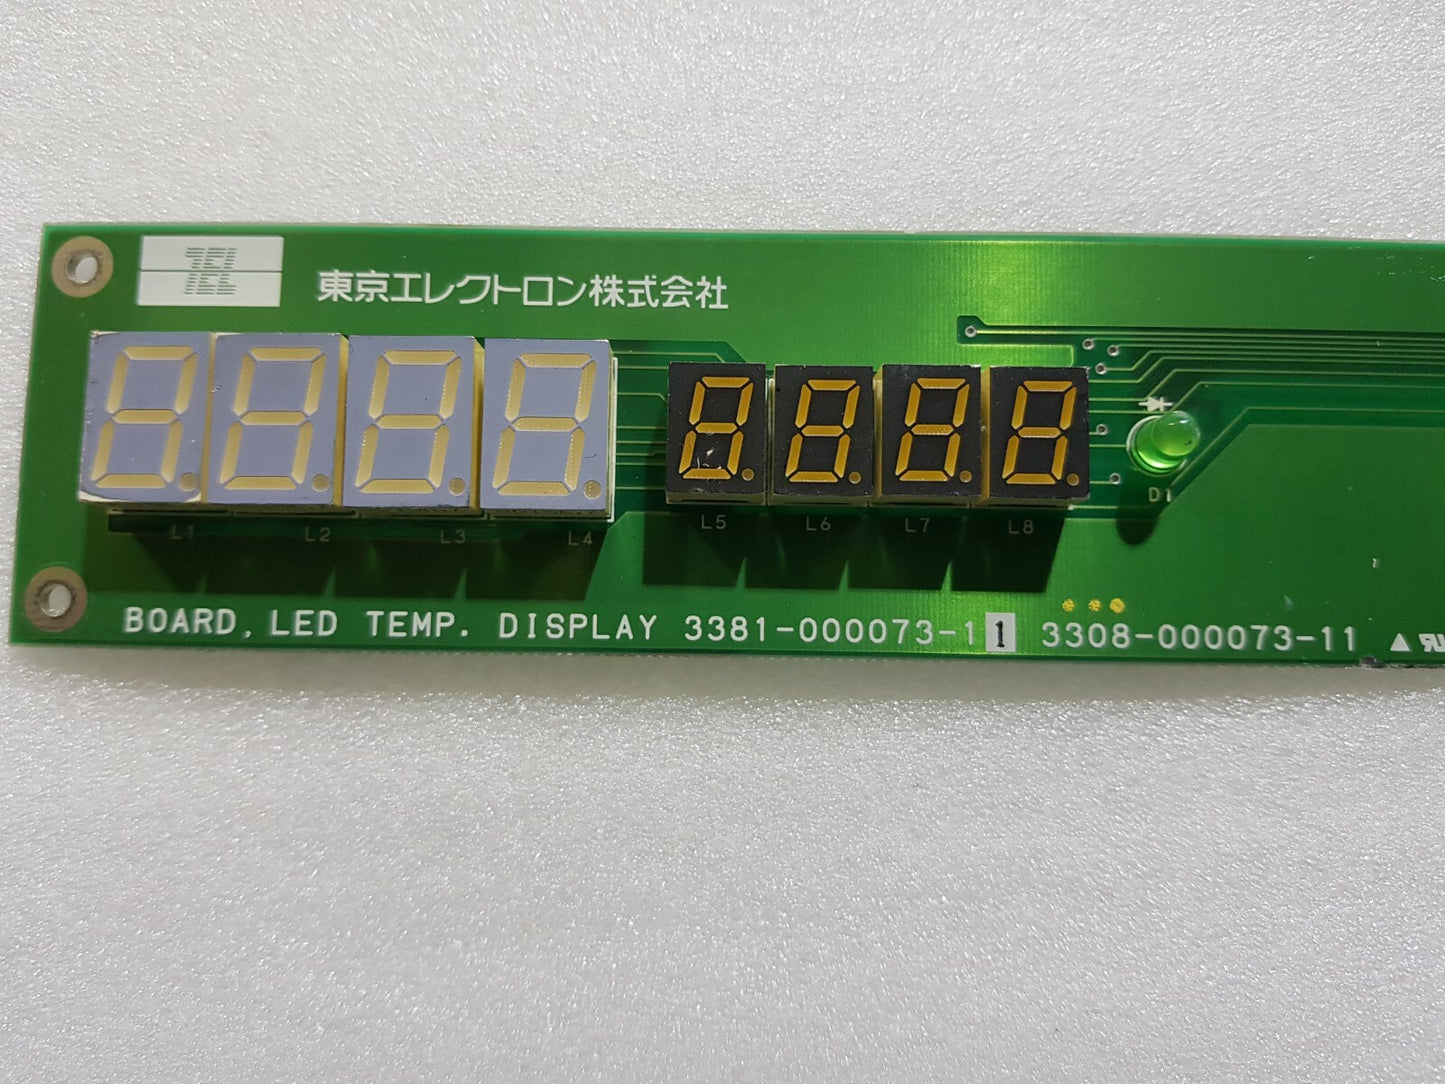 TEL
東京エレクトロン株式会社
L1 L2 L3 L4 L5 L6 L7 L8
D1
BOARD, LED TEMP. DISPLAY 3381-000073-11 3308-000073-11